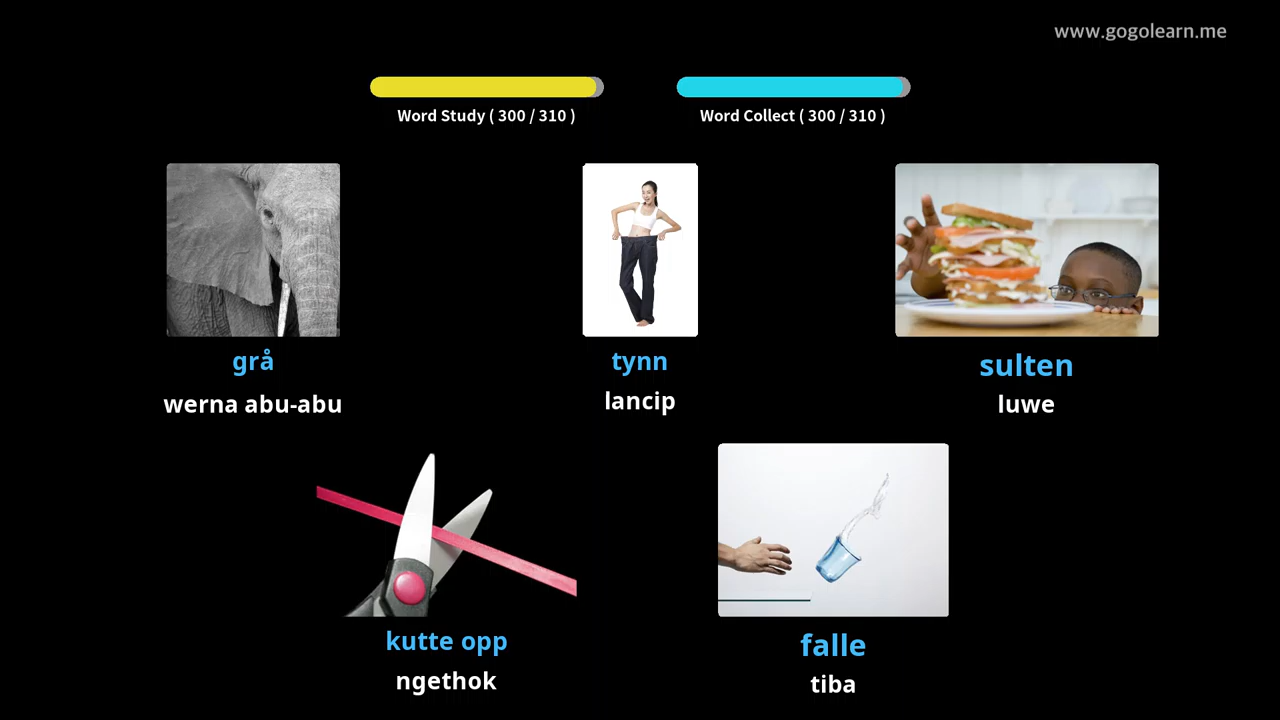 www.gogolearn.me
Word Study ( 300 / 310 )
Word Collect ( 300 / 310 )
grå
werna abu-abu
tynn
lancip
sulten
luwe
kutte opp
ngethok
falle
tiba